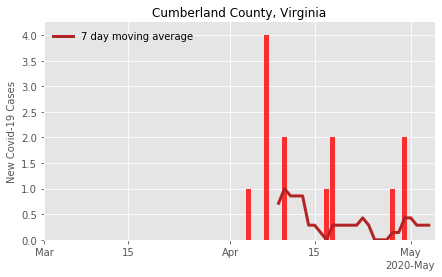 Cumberland County, Virginia
7 day moving average
New Covid-19 Cases
4.0
3.5
3.0
2.5
2.0
1.5
1.0
0.5
0.0
Mar
15
Apr
15
May
2020-May